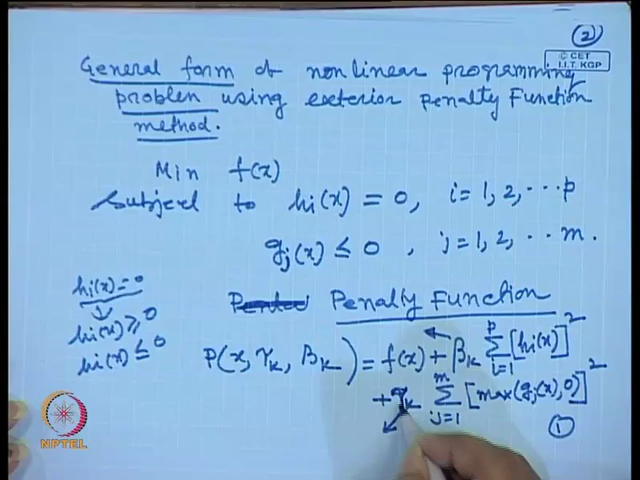 ②
© CET
I.I.T. KGP
General form of nonlinear programming
problem using exterior Penalty Function
method.
Min f(x)
Subject to hi(x) = 0, i = 1, 2, ... p
gj(x) ≤ 0, j = 1, 2, ... m.
hi(x) = 0
hi(x) ≥ 0
hi(x) ≤ 0
Penalty Function
P(x, γk, βk) = f(x) + βk Σ_{i=1}^{p} [hi(x)]²
+ γk Σ_{j=1}^{m} [max(gj(x), 0)]²
①
NPTEL